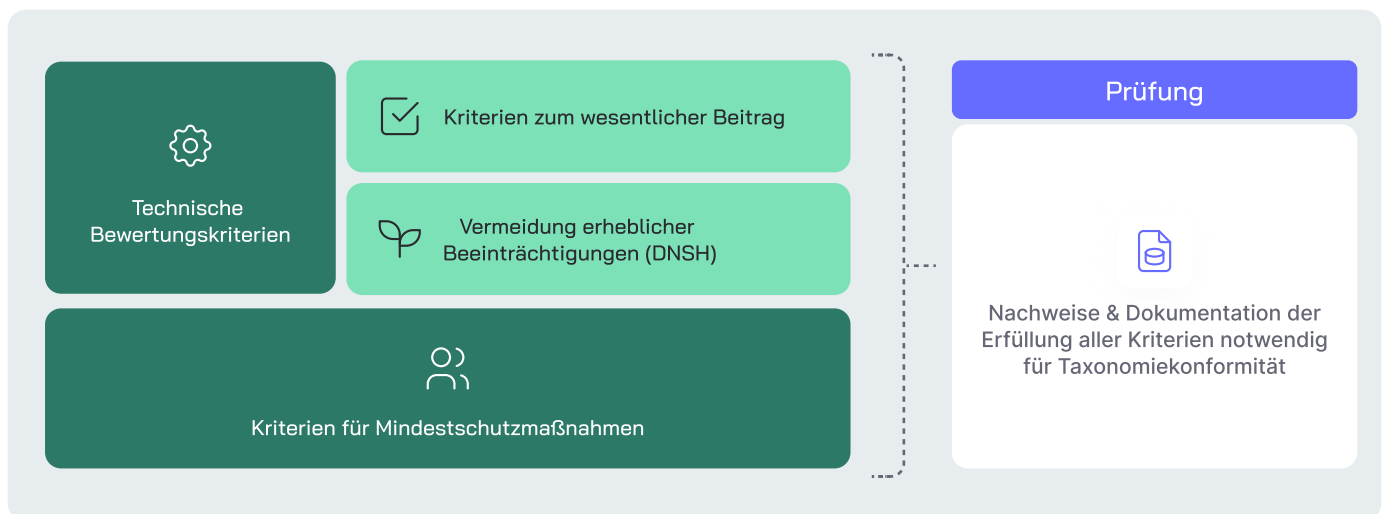 Technische
Bewertungskriterien
Kriterien zum wesentlicher Beitrag
Vermeidung erheblicher
Beeinträchtigungen (DNSH)
Kriterien für Mindestschutzmaßnahmen
Prüfung
Nachweise & Dokumentation der
Erfüllung aller Kriterien notwendig
für Taxonomiekonformität